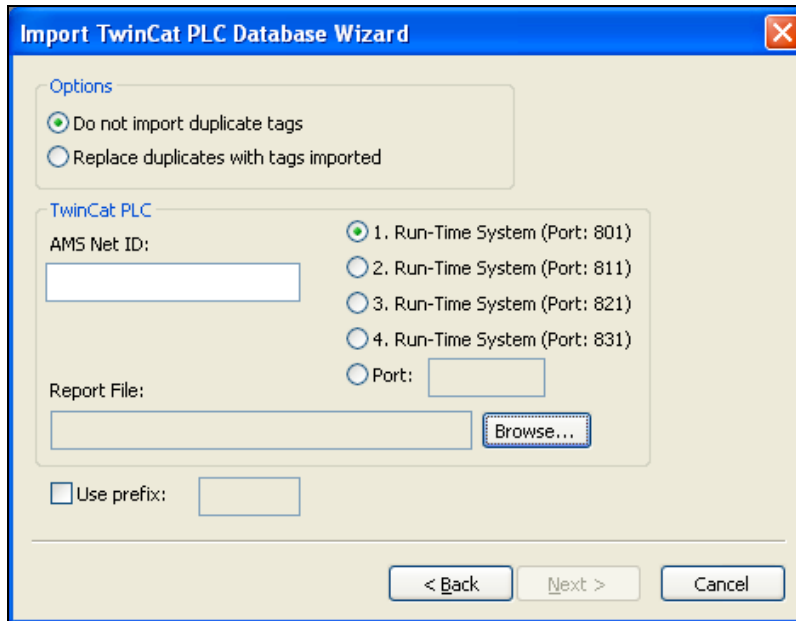 Import TwinCat PLC Database Wizard
Options
Do not import duplicate tags
Replace duplicates with tags imported
TwinCat PLC
AMS Net ID:
1. Run-Time System (Port: 801)
2. Run-Time System (Port: 811)
3. Run-Time System (Port: 821)
4. Run-Time System (Port: 831)
Port:
Report File:
Browse...
Use prefix:
< Back Next > Cancel